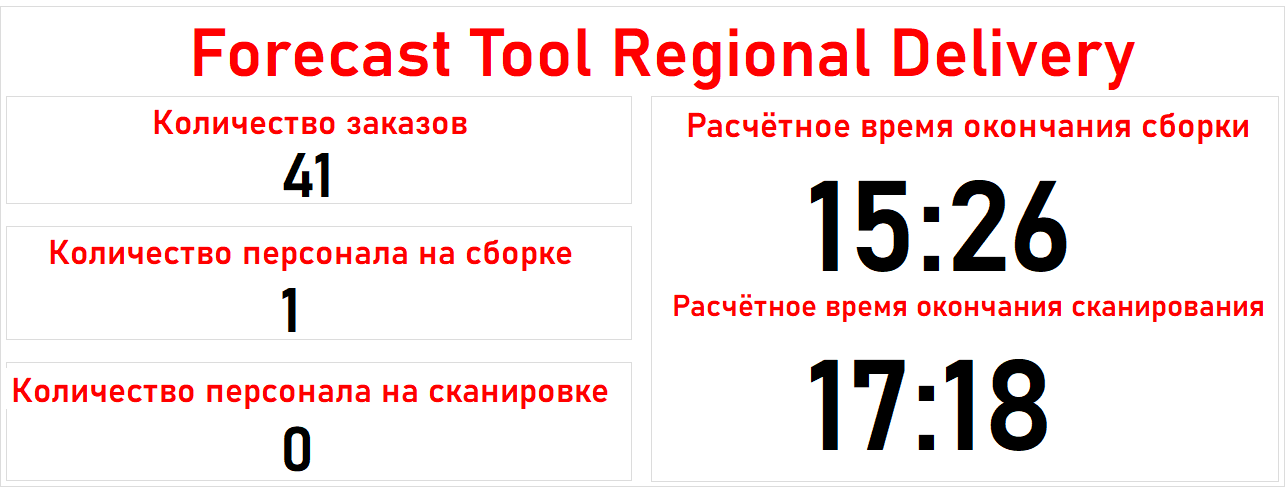 Forecast Tool Regional Delivery
Количество заказов
41
Количество персонала на сборке
1
Количество персонала на сканировке
0
Расчётное время окончания сборки
15:26
Расчётное время окончания сканирования
17:18